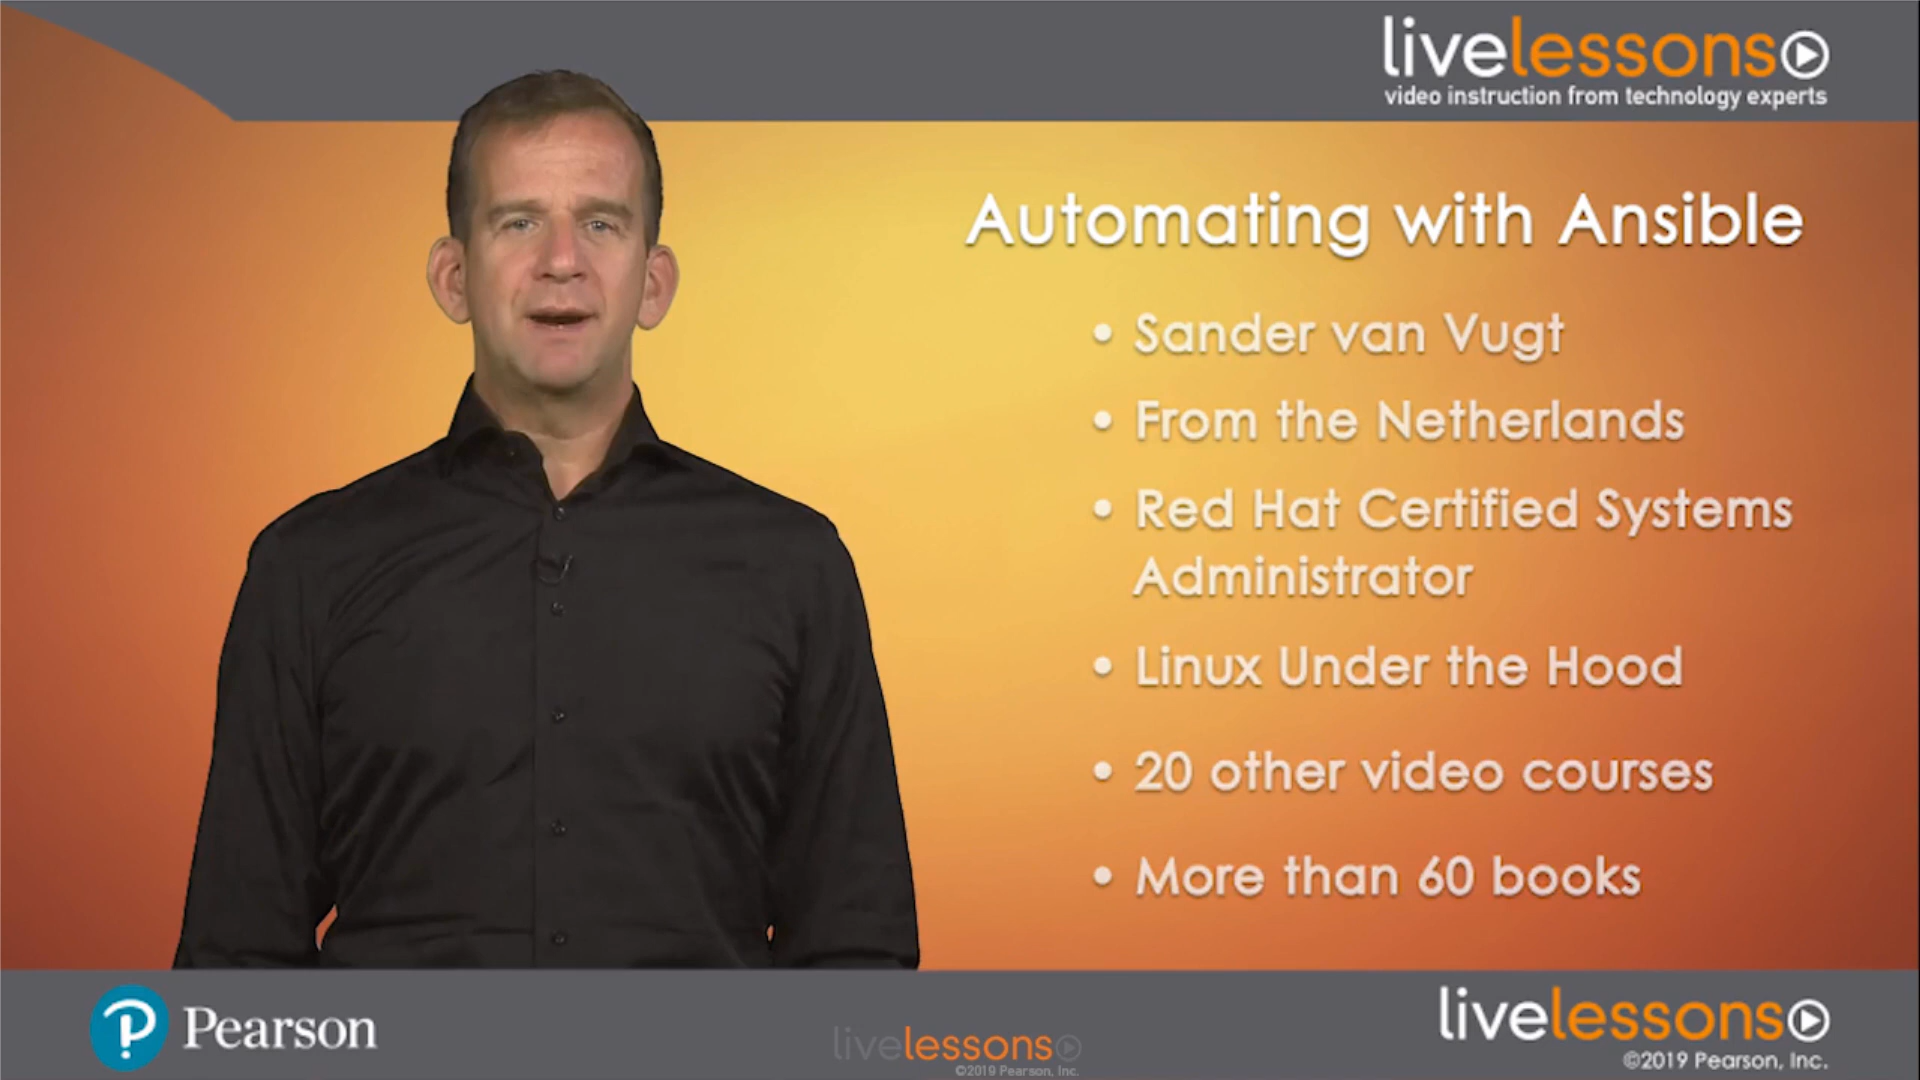 livelessons
video instruction from technology experts
Automating with Ansible
• Sander van Vugt
• From the Netherlands
• Red Hat Certified Systems
Administrator
• Linux Under the Hood
• 20 other video courses
• More than 60 books
Pearson
livelessons
©2019 Pearson, Inc.
livelessons
©2019 Pearson, Inc.